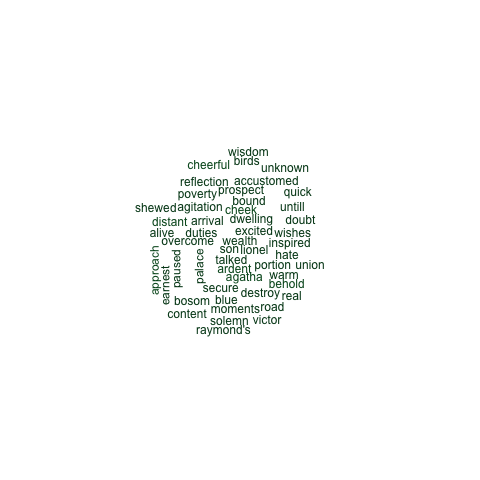 wisdom
cheerful birds unknown
reflection accustomed
poverty prospect quick
bound
shewed agitation cheek untill
distant arrival dwelling doubt
alive duties excited wishes
overcome wealth inspired
son lionel hate
approach earnest paused palace talked
ardent portion union
agatha warm
secure behold
destroy real
bosom blue
content moments road
solemn victor
raymond's